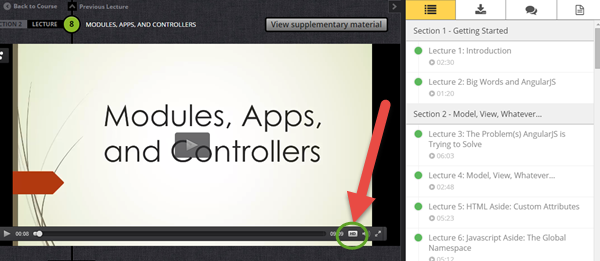 Back to Course
Previous Lecture
SECTION 2
LECTURE
8
MODULES, APPS, AND CONTROLLERS
View supplementary material
Modules, Apps,
and Controllers
00:08
HD
Section 1 - Getting Started
Lecture 1: Introduction
02:30
Lecture 2: Big Words and AngularJS
01:20
Section 2 - Model, View, Whatever...
Lecture 3: The Problem(s) AngularJS is
Trying to Solve
06:03
Lecture 4: Model, View, Whatever...
02:48
Lecture 5: HTML Aside: Custom Attributes
05:23
Lecture 6: Javascript Aside: The Global
Namespace
05:12